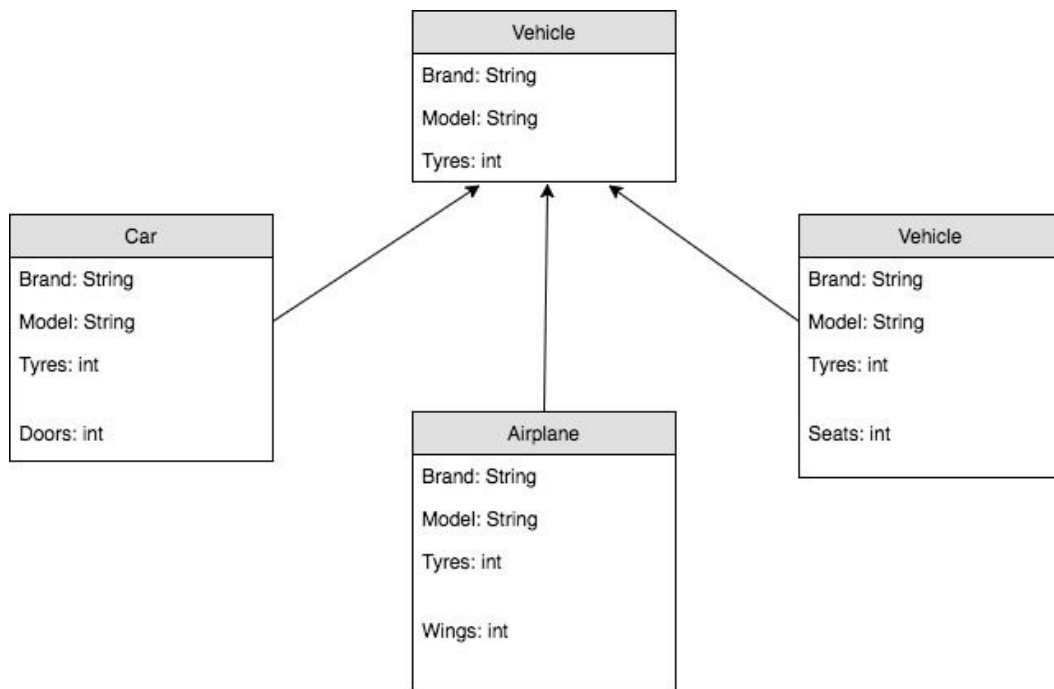 Vehicle
Brand: String
Model: String
Tyres: int
Car
Brand: String
Model: String
Tyres: int
Doors: int
Airplane
Brand: String
Model: String
Tyres: int
Wings: int
Vehicle
Brand: String
Model: String
Tyres: int
Seats: int